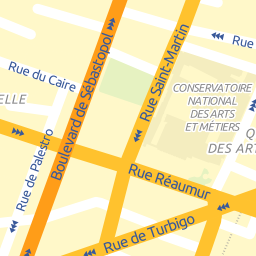 Rue du Caire
Boulevard de Sébastopol
Rue Saint-Martin
CONSERVATOIRE
NATIONAL
DES ARTS
ET MÉTIERS
ELLE
Q
DES ART
Rue de Palestro
Rue Réaumur
Rue de Turbigo
Rue